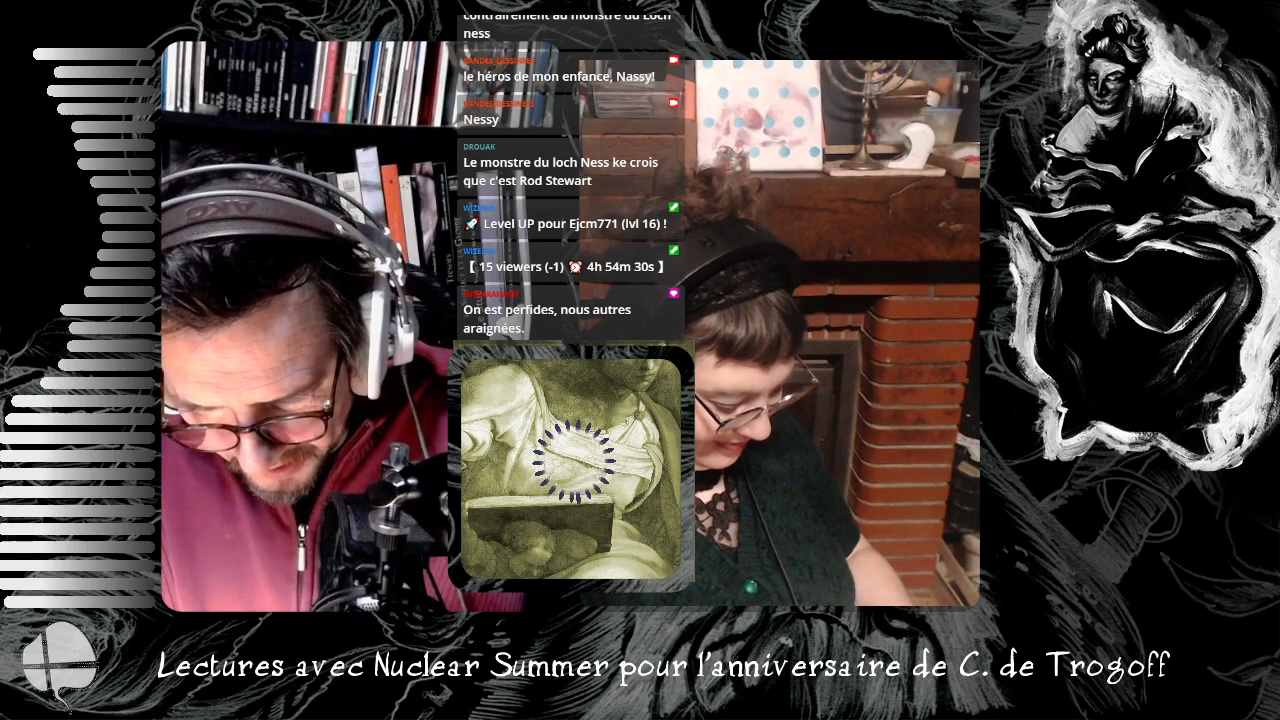 contrairement au monstre du Loch
ness
BANDES_DESSINEES
le héros de mon enfance, Nassy!
BANDES_DESSINEES
Nessy
DROUAK
Le monstre du loch Ness ke crois
que c'est Rod Stewart
🚀 Level UP pour Ejcm771 (lvl 16) !
【 15 viewers (-1) ⏰ 4h 54m 30s 】
On est perfides, nous autres
araignées.
Lectures avec Nuclear Summer pour l'anniversaire de C. de Trogoff